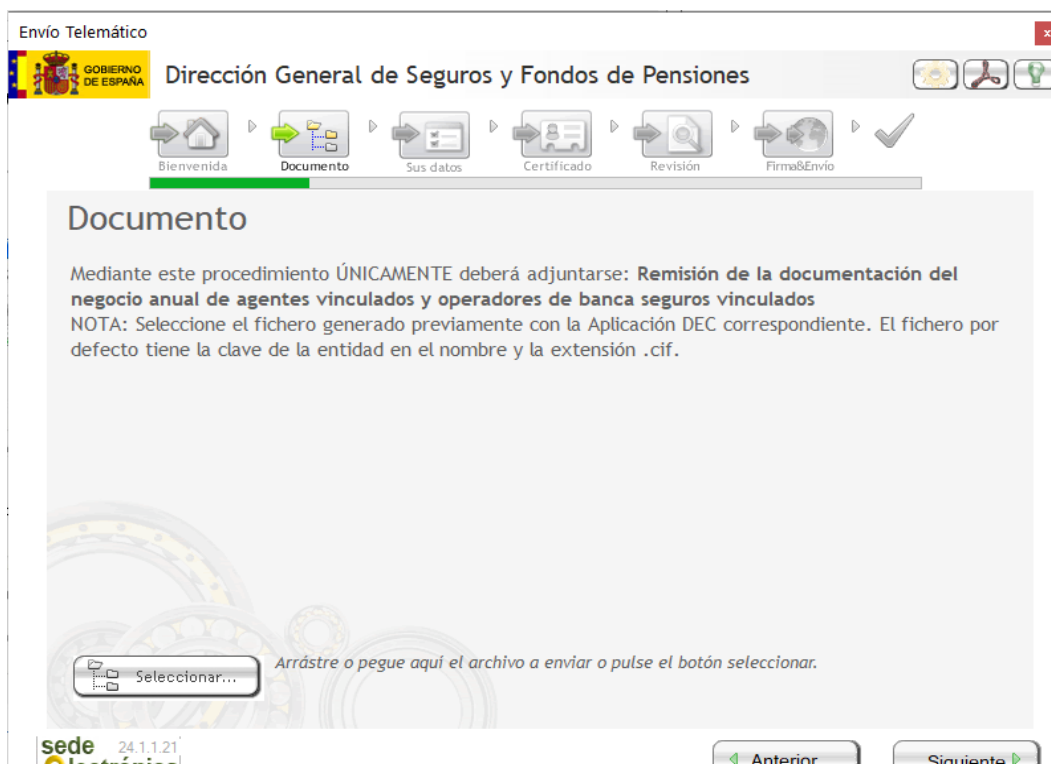 Envío Telemático
x
GOBIERNO
DE ESPAÑA
Dirección General de Seguros y Fondos de Pensiones
Bienvenida
Documento
Sus datos
Certificado
Revisión
Firma&Envío
Documento
Mediante este procedimiento ÚNICAMENTE deberá adjuntarse: Remisión de la documentación del
negocio anual de agentes vinculados y operadores de banca seguros vinculados
NOTA: Seleccione el fichero generado previamente con la Aplicación DEC correspondiente. El fichero por
defecto tiene la clave de la entidad en el nombre y la extensión .cif.
Seleccionar...
Arrástre o pegue aquí el archivo a enviar o pulse el botón seleccionar.
sede 24.1.1.21
electrónica
Anterior
Siguiente